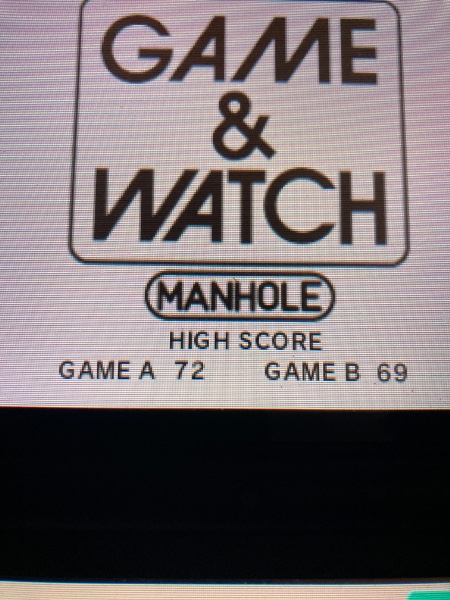 GAME
&
WATCH
MANHOLE
HIGH SCORE
GAME A 72 GAME B 69